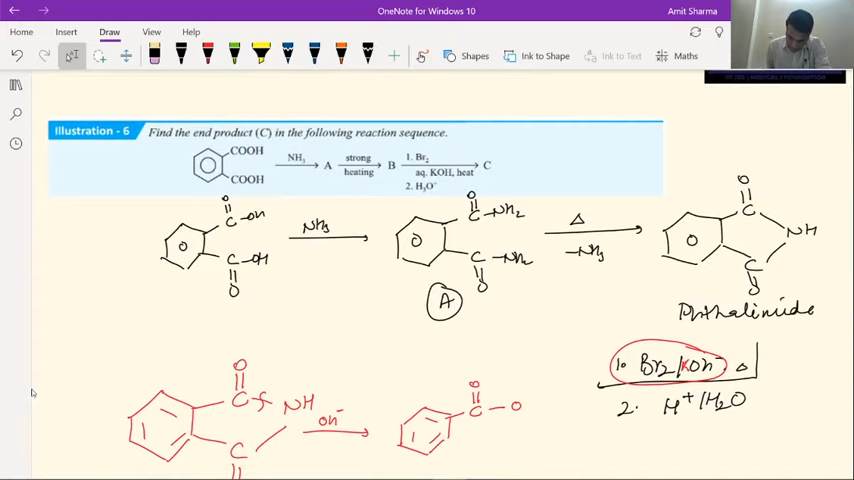 OneNote for Windows 10
Amit Sharma
Home Insert Draw View Help
Shapes Ink to Shape Ink to Text Maths
Illustration - 6 Find the end product (C) in the following reaction sequence.
COOH
COOH
NH₃ A strong heating B 1. Br₂ aq. KOH, heat 2. H₃O⁺ C
O
C-OH
O
C-OH
O
NH₃
O
C-NH₂
O
C-NH₂
O
A
Δ
-NH₃
O
C
O
NH
C
O
Phthalimide
1. Br₂/OH⁻ Δ
2. H⁺/H₂O
O
C
NH
C
OH⁻
O
C-O